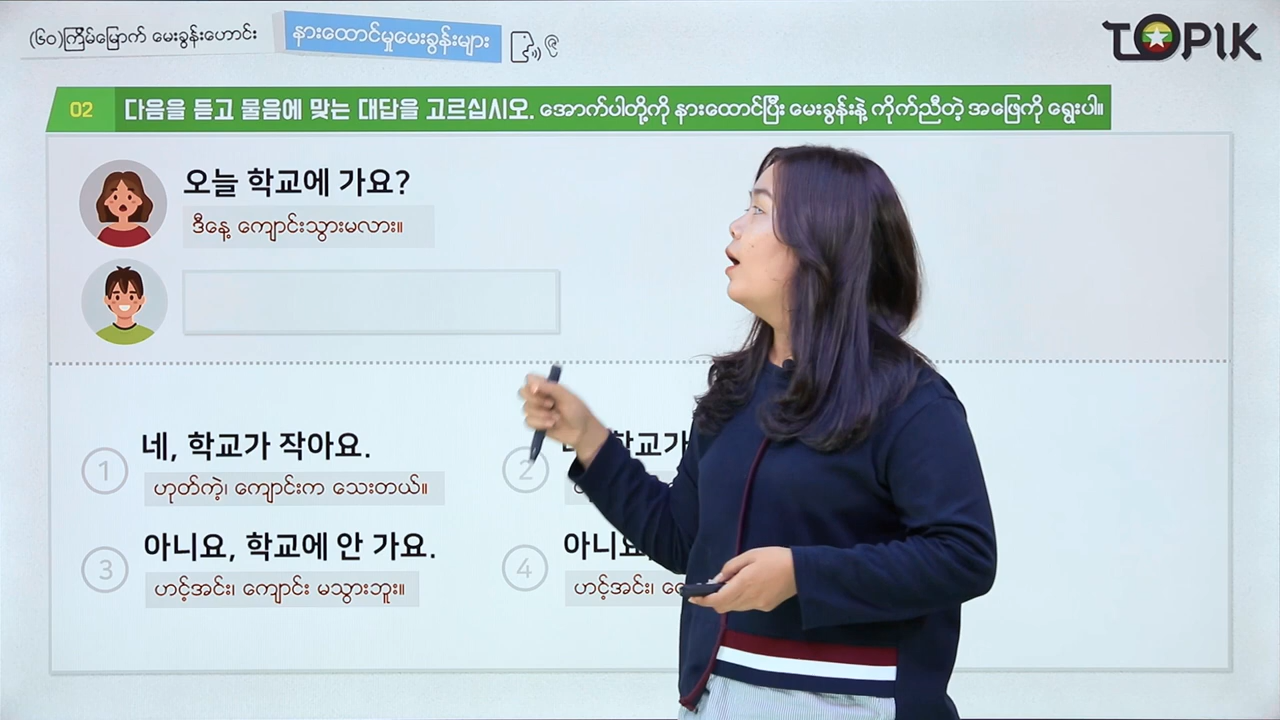 (၆၀)ကြိမ်မြောက် မေးခွန်းဟောင်း
နားထောင်မှုမေးခွန်းများ
TOPIK
02 다음을 듣고 물음에 맞는 대답을 고르십시오. အောက်ပါတို့ကို နားထောင်ပြီး မေးခွန်းနဲ့ ကိုက်ညီတဲ့ အဖြေကို ရွေးပါ။
오늘 학교에 가요?
ဒီနေ့ ကျောင်းသွားမလား။
1 네, 학교가 작아요.
ဟုတ်ကဲ့၊ ကျောင်းက သေးတယ်။
2 학교가
3 아니요, 학교에 안 가요.
ဟင့်အင်း၊ ကျောင်း မသွားဘူး။
4 아니요,
ဟင့်အင်း၊